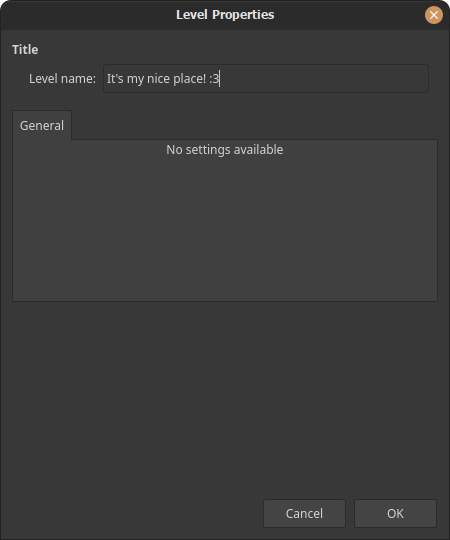 Level Properties
Title
Level name: It's my nice place! :3
General
No settings available
Cancel OK